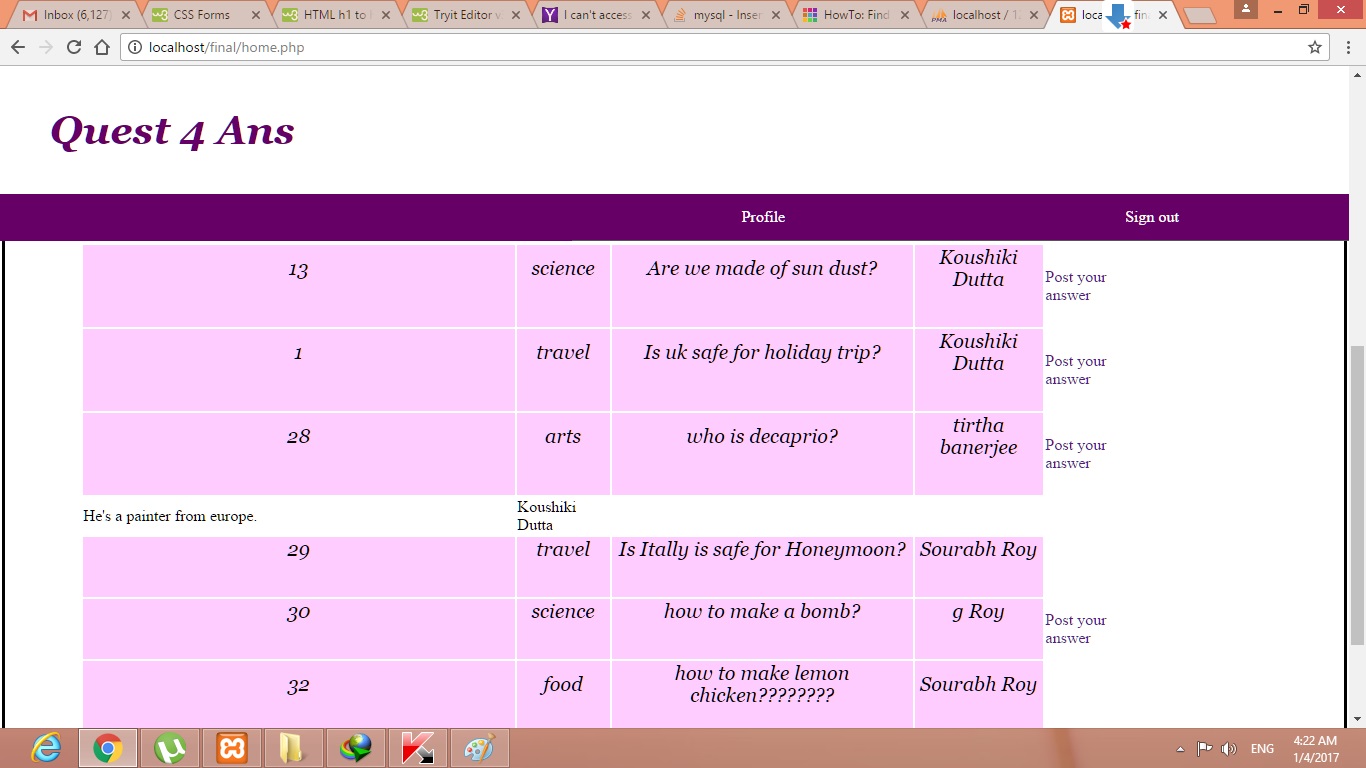 Inbox (6,127)
CSS Forms
HTML h1 to
Tryit Editor v.
I can't access
mysql - Inser
HowTo: Find
localhost / 12
loca
fin
localhost/final/home.php
Quest 4 Ans
Profile
Sign out
13
science
Are we made of sun dust?
Koushiki
Dutta
Post your
answer
1
travel
Is uk safe for holiday trip?
Koushiki
Dutta
Post your
answer
28
arts
who is decaprio?
tirtha
banerjee
Post your
answer
He's a painter from europe.
Koushiki
Dutta
29
travel
Is Itally is safe for Honeymoon?
Sourabh Roy
30
science
how to make a bomb?
g Roy
Post your
answer
32
food
how to make lemon
chicken????????
Sourabh Roy
ENG
4:22 AM
1/4/2017